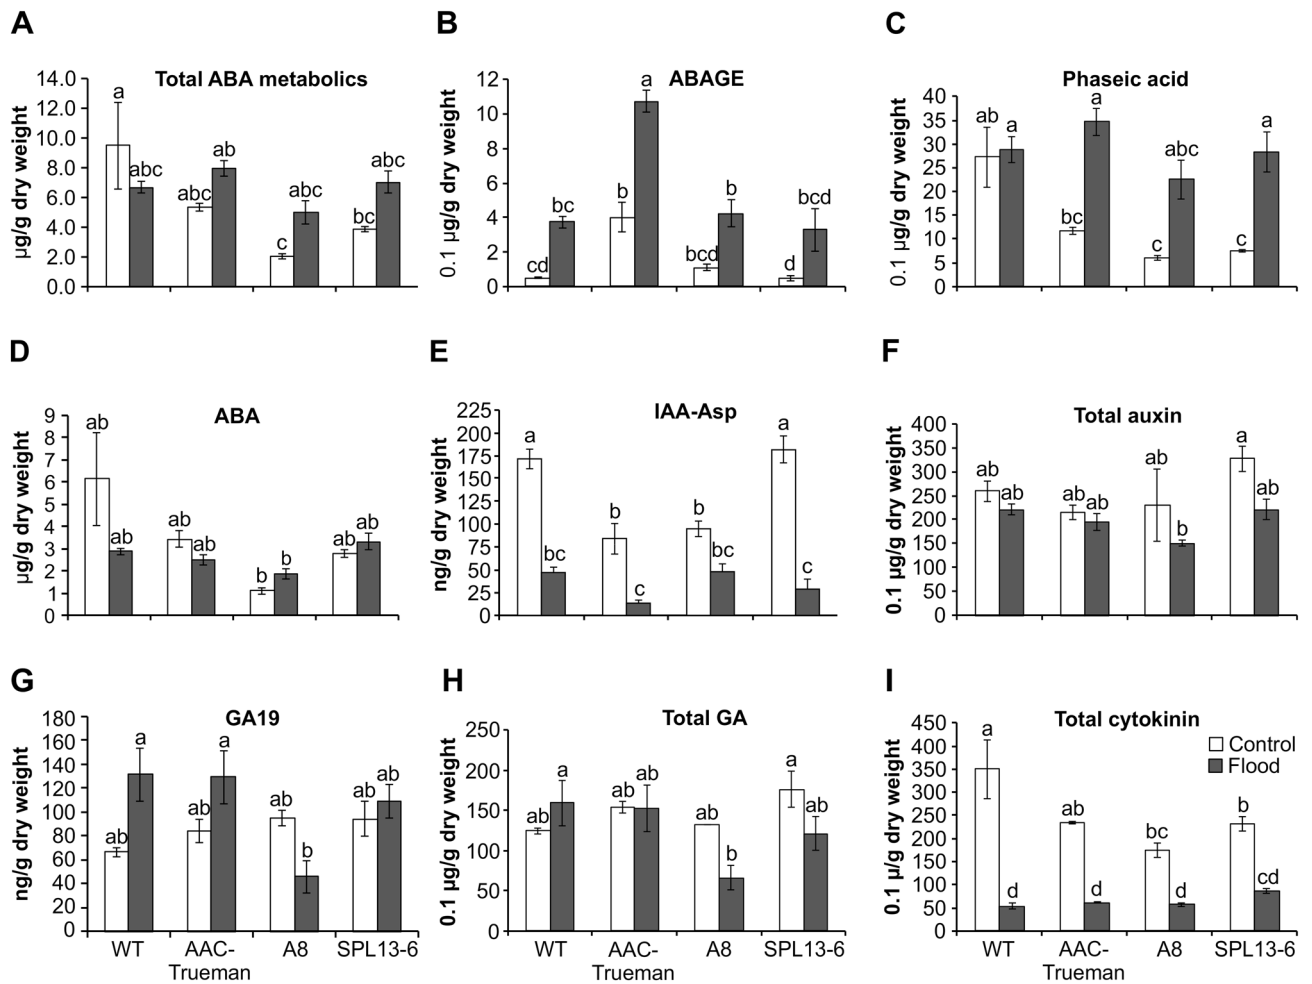 A
Total ABA metabolics
µg/g dry weight
14.0
12.0
10.0
8.0
6.0
4.0
2.0
0.0
a
abc
abc
ab
c
abc
bc
abc
B
ABAGE
0.1 µg/g dry weight
12
10
8
6
4
2
0
cd
bc
b
a
bcd
b
d
bcd
C
Phaseic acid
0.1 µg/g dry weight
40
35
30
25
20
15
10
5
0
ab
a
bc
a
c
abc
c
a
D
ABA
µg/g dry weight
9
8
7
6
5
4
3
2
1
0
ab
ab
ab
ab
b
b
ab
ab
E
IAA-Asp
ng/g dry weight
225
200
175
150
125
100
75
50
25
0
a
bc
b
c
b
bc
a
c
F
Total auxin
0.1 µg/g dry weight
400
350
300
250
200
150
100
50
0
ab
ab
ab
ab
ab
b
a
ab
G
GA19
ng/g dry weight
180
160
140
120
100
80
60
40
20
0
ab
a
ab
a
ab
b
ab
ab
WT
AAC-
Trueman
A8
SPL13-6
H
Total GA
0.1 µg/g dry weight
250
200
150
100
50
0
ab
a
ab
ab
ab
b
a
ab
WT
AAC-
Trueman
A8
SPL13-6
I
Total cytokinin
0.1 µ/g dry weight
450
400
350
300
250
200
150
100
50
0
a
d
ab
d
bc
d
b
cd
Control
Flood
WT
AAC-
Trueman
A8
SPL13-6